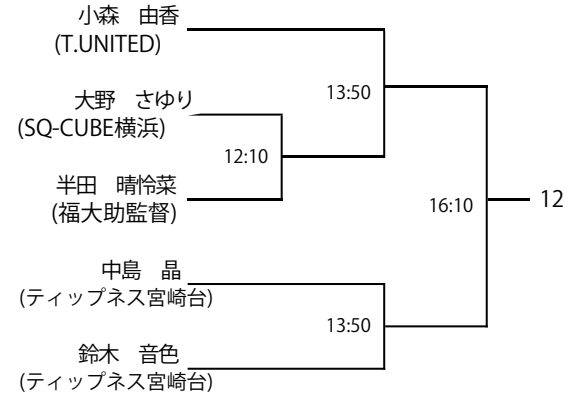 小森　由香
(T.UNITED)
13:50
大野　さゆり
(SQ-CUBE横浜)
12:10
半田　晴怜菜
(福大助監督)
16:10
12
中島　晶
(ティップネス宮崎台)
13:50
鈴木　音色
(ティップネス宮崎台)